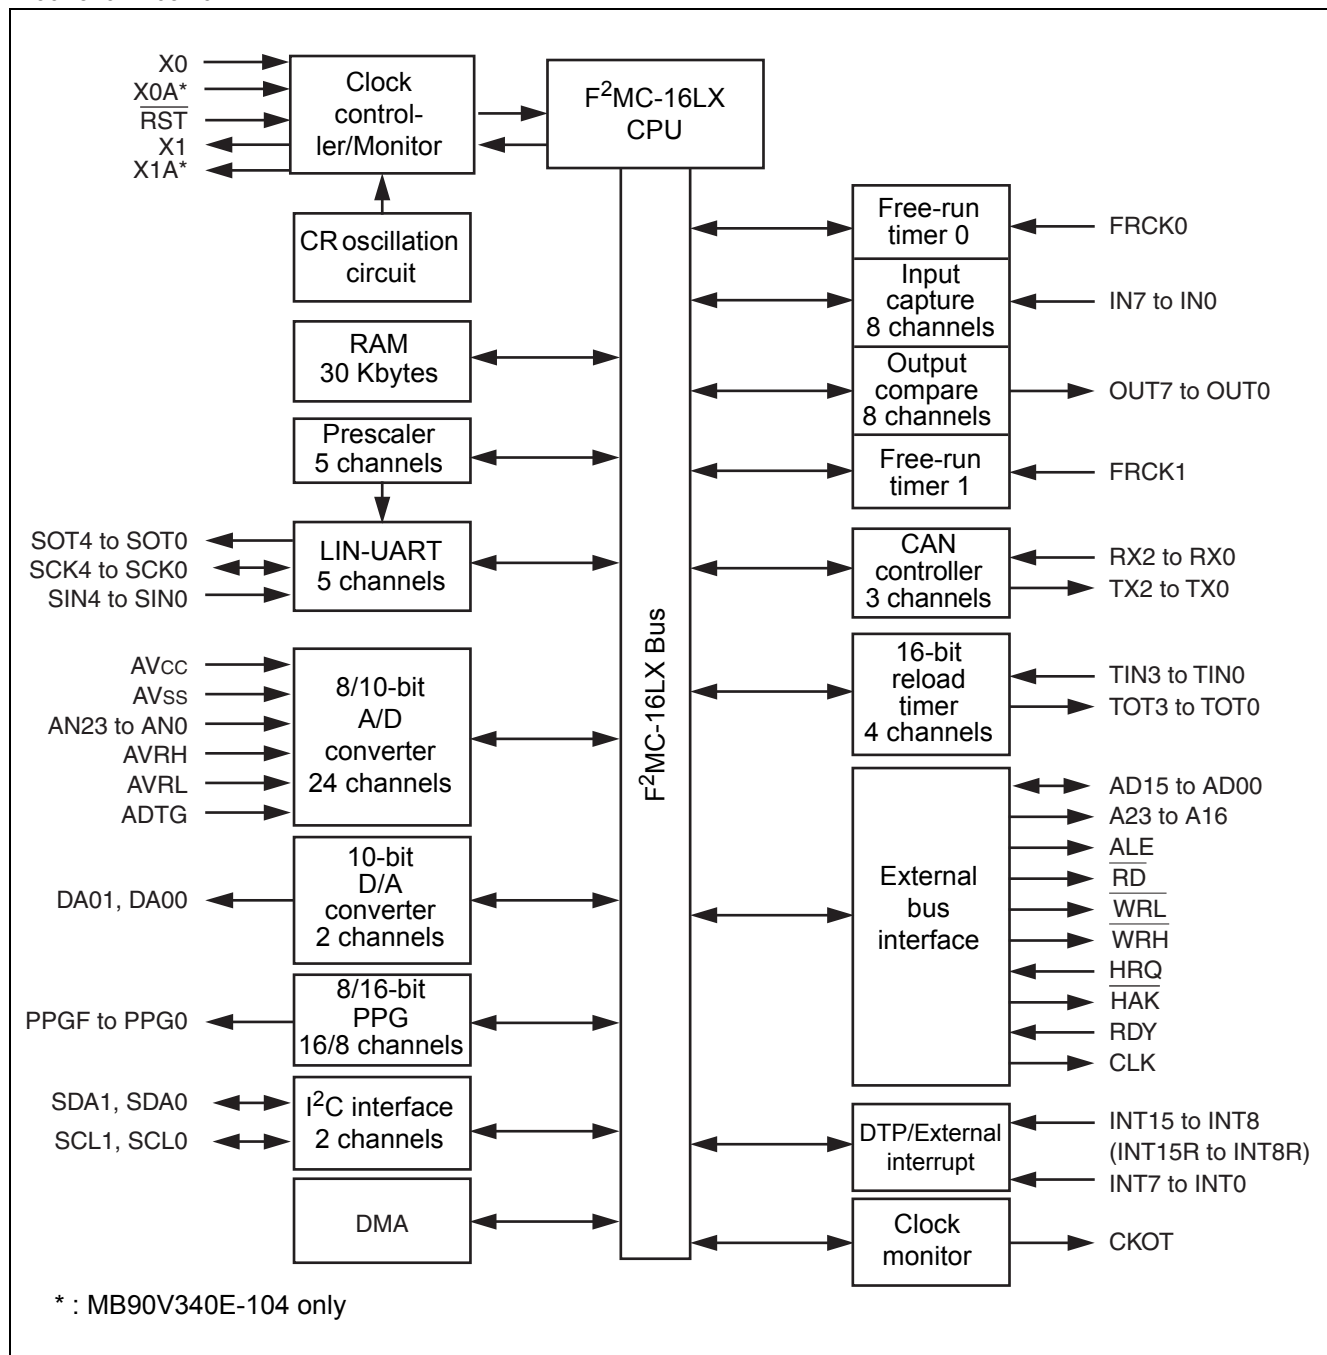 X0
X0A*
RST
X1
X1A*
Clock
control-
ler/Monitor
F2MC-16LX
CPU
CR oscillation
circuit
RAM
30 Kbytes
Prescaler
5 channels
SOT4 to SOT0
SCK4 to SCK0
SIN4 to SIN0
LIN-UART
5 channels
AVCC
AVSS
AN23 to AN0
AVRH
AVRL
ADTG
8/10-bit
A/D
converter
24 channels
DA01, DA00
10-bit
D/A
converter
2 channels
PPGF to PPG0
8/16-bit
PPG
16/8 channels
SDA1, SDA0
SCL1, SCL0
I2C interface
2 channels
DMA
F2MC-16LX Bus
Free-run
timer 0
FRCK0
Input
capture
8 channels
IN7 to IN0
Output
compare
8 channels
OUT7 to OUT0
Free-run
timer 1
FRCK1
CAN
controller
3 channels
RX2 to RX0
TX2 to TX0
16-bit
reload
timer
4 channels
TIN3 to TIN0
TOT3 to TOT0
External
bus
interface
AD15 to AD00
A23 to A16
ALE
RD
WRL
WRH
HRQ
HAK
RDY
CLK
DTP/External
interrupt
INT15 to INT8
(INT15R to INT8R)
INT7 to INT0
Clock
monitor
CKOT
* : MB90V340E-104 only